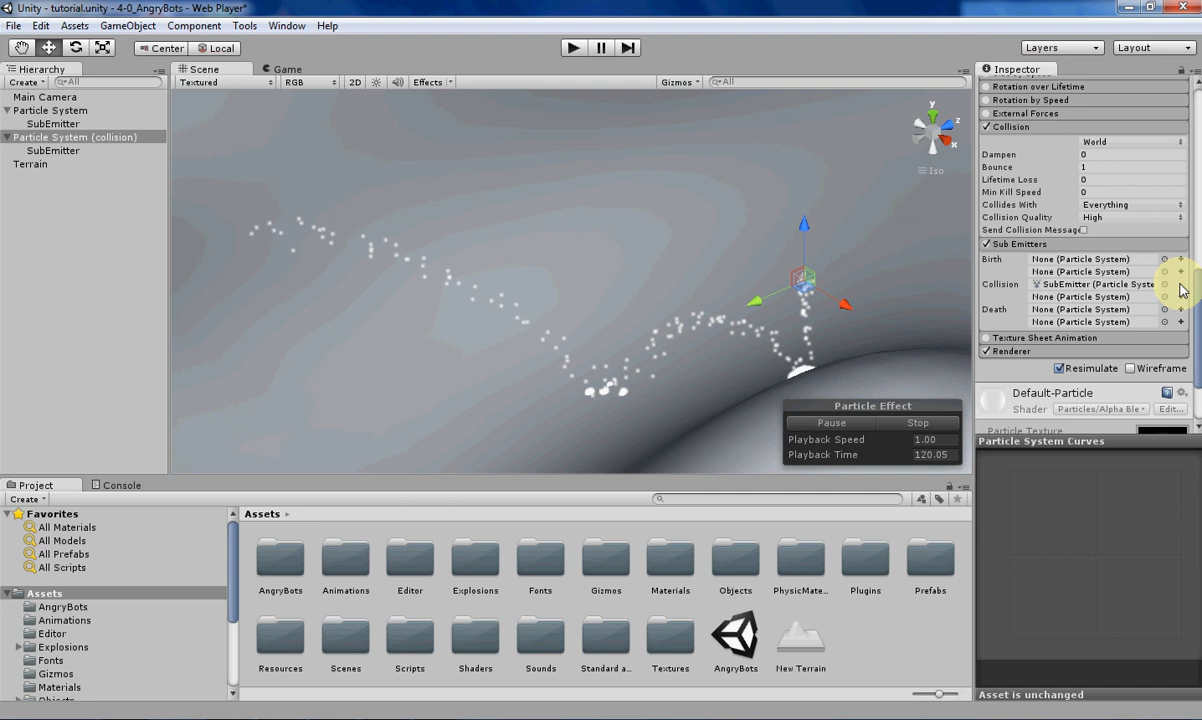 Unity - tutorial.unity - 4-0_AngryBots - Web Player*
File Edit Assets GameObject Component Tools Window Help
Center Local Layers Layout
Hierarchy
Create All
Main Camera
Particle System
SubEmitter
Particle System (collision)
SubEmitter
Terrain
Scene Game
Textured RGB 2D Effects Gizmos All
y
z
x
Iso
Particle Effect
Pause Stop
Playback Speed 1.00
Playback Time 120.05
Inspector
Rotation over Lifetime
Rotation by Speed
External Forces
Collision
World
Dampen 0
Bounce 1
Lifetime Loss 0
Min Kill Speed 0
Collides With Everything
Collision Quality High
Send Collision Message
Sub Emitters
Birth None (Particle System)
None (Particle System)
Collision SubEmitter (Particle Syste
None (Particle System)
Death None (Particle System)
None (Particle System)
Texture Sheet Animation
Renderer
Resimulate Wireframe
Default-Particle
Shader Particles/Alpha Ble Edit...
Particle Texture
Particle System Curves
Asset is unchanged
Project Console
Create
Favorites
All Materials
All Models
All Prefabs
All Scripts
Assets
AngryBots
Animations
Editor
Explosions
Fonts
Gizmos
Materials
Objects
Assets
AngryBots Animations Editor Explosions Fonts Gizmos Materials Objects PhysicMate... Plugins Prefabs
Resources Scenes Scripts Shaders Sounds Standard a... Textures AngryBots New Terrain